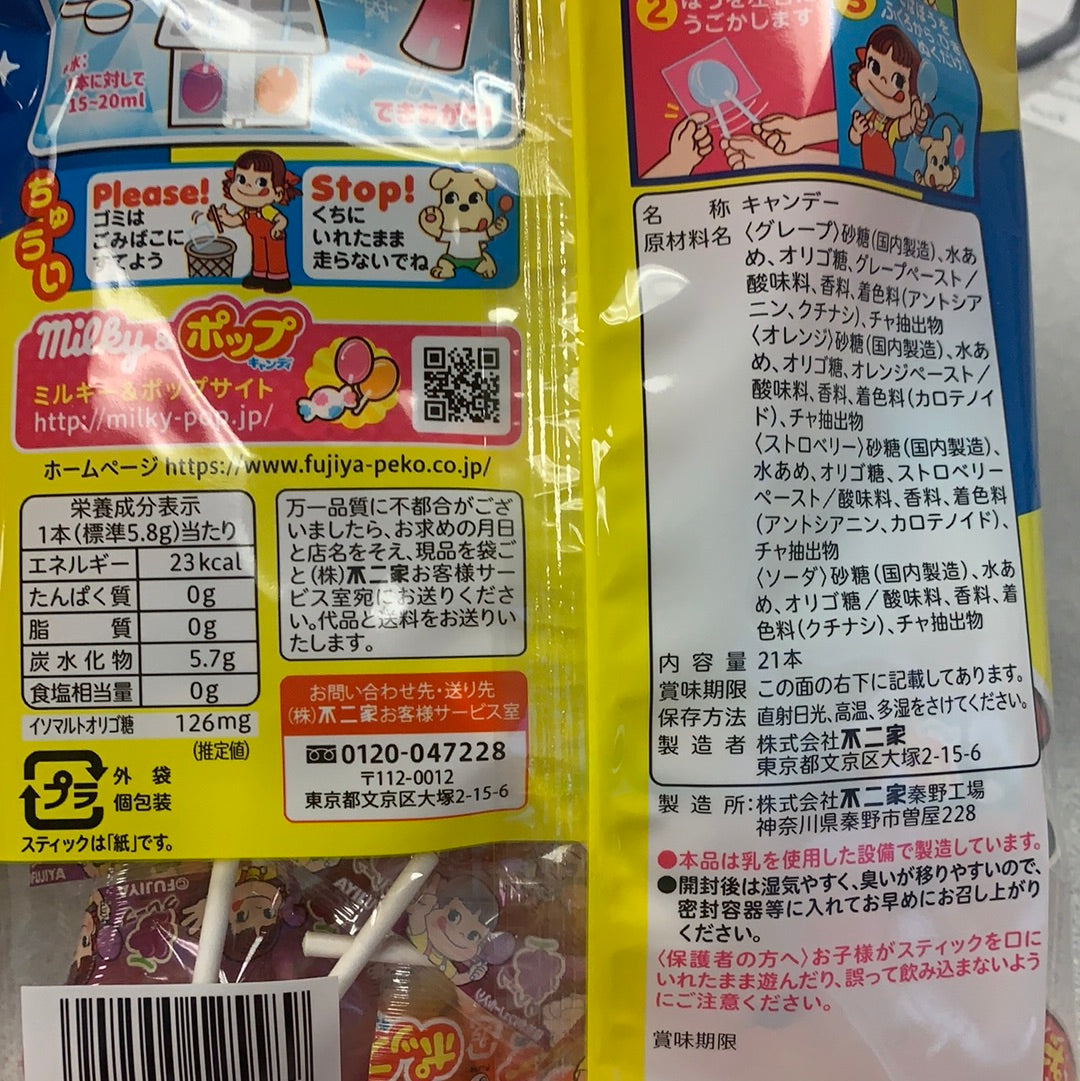 水:
本に対して
15~20ml
できあがり!
ちゅうい
Please!
ゴミは
ごみばこに
すてよう
Stop!
くちに
いれたまま
走らないでね
milky & ポップ
キャンディ
ミルキー&ポップサイト
http://milky-pop.jp/
ホームページ https://www.fujiya-peko.co.jp/
栄養成分表示
1本(標準5.8g)当たり
エネルギー 23kcal
たんぱく質 0g
脂質 0g
炭水化物 5.7g
食塩相当量 0g
イソマルトオリゴ糖 126mg
(推定値)
プラ
外袋
個包装
スティックは「紙」です。
万一品質に不都合がござ
いましたら、お求めの月日
と店名をそえ、現品を袋ご
と(株)不二家お客様サー
ビス室宛にお送りくださ
い。代品と送料をお送りい
たします。
お問い合わせ先・送り先
(株)不二家お客様サービス室
0120-047228
〒112-0012
東京都文京区大塚2-15-6
2
うごかします
3
名称 キャンデー
原材料名 〈グレープ〉砂糖(国内製造)、水あ
め、オリゴ糖、グレープペースト/
酸味料、香料、着色料(アントシア
ニン、クチナシ)、チャ抽出物
〈オレンジ〉砂糖(国内製造)、水あ
め、オリゴ糖、オレンジペースト/
酸味料、香料、着色料(カロテノイ
ド)、チャ抽出物
〈ストロベリー〉砂糖(国内製造)、
水あめ、オリゴ糖、ストロベリー
ペースト/酸味料、香料、着色料
(アントシアニン、カロテノイド)、
チャ抽出物
〈ソーダ〉砂糖(国内製造)、水あ
め、オリゴ糖/酸味料、香料、着
色料(クチナシ)、チャ抽出物
内容量 21本
賞味期限 この面の右下に記載してあります。
保存方法 直射日光、高温、多湿をさけてください。
製造者 株式会社不二家
東京都文京区大塚2-15-6
製造所:株式会社不二家秦野工場
神奈川県秦野市曽屋228
●本品は乳を使用した設備で製造しています。
●開封後は湿気やすく、臭いが移りやすいので、
密封容器等に入れてお早めにお召し上がり
ください。
〈保護者の方へ〉お子様がスティックを口に
いれたまま遊んだり、誤って飲み込まないよう
にご注意ください。
賞味期限
©FUJIYA